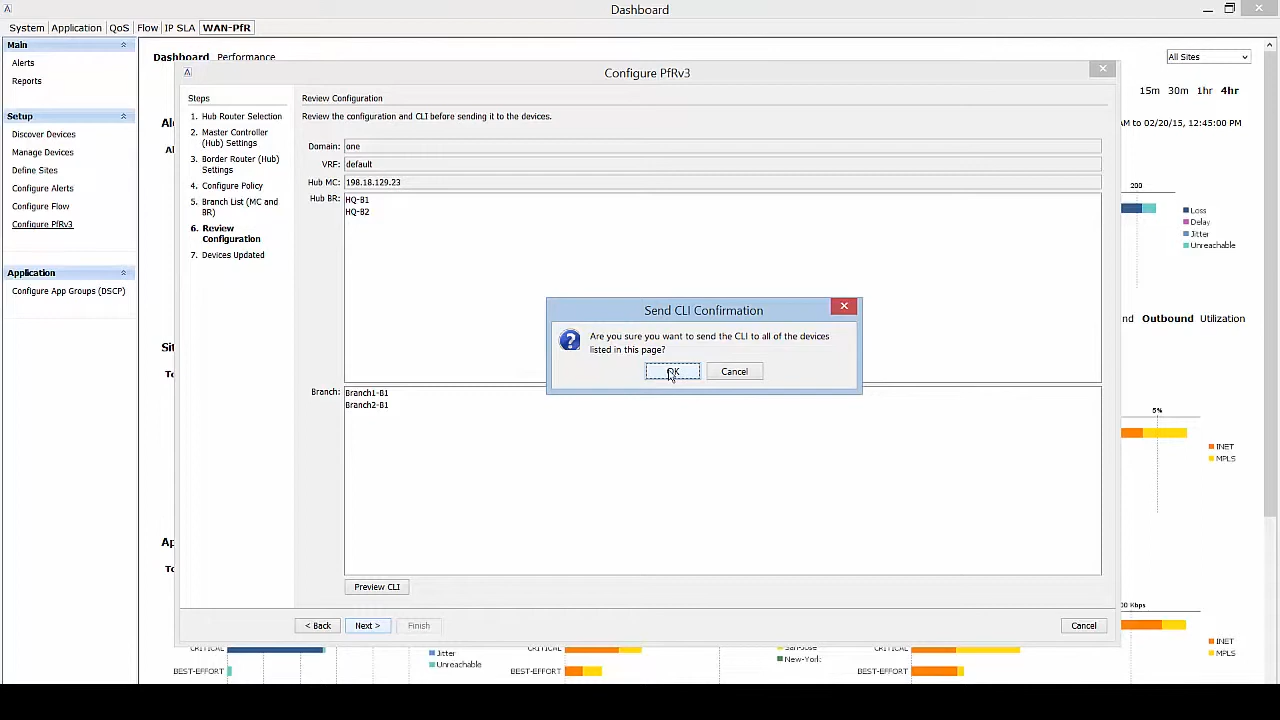 Dashboard
System Application QoS Flow IP SLA WAN-PfR
Main
Alerts
Reports
Setup
Discover Devices
Manage Devices
Define Sites
Configure Alerts
Configure Flow
Configure PfRv3
Application
Configure App Groups (DSCP)
Dashboard Performance
All Sites
15m 30m 1hr 4hr
AM to 02/20/15, 12:45:00 PM
Configure PfRv3
Steps
1. Hub Router Selection
2. Master Controller
(Hub) Settings
3. Border Router (Hub)
Settings
4. Configure Policy
5. Branch List (MC and
BR)
6. Review
Configuration
7. Devices Updated
Review Configuration
Review the configuration and CLI before sending it to the devices.
Domain: one
VRF: default
Hub MC: 198.18.129.23
Hub BR: HQ-B1
HQ-B2
Branch: Branch1-B1
Branch2-B1
Preview CLI
< Back Next > Finish
Cancel
Send CLI Confirmation
Are you sure you want to send the CLI to all of the devices
listed in this page?
OK Cancel
200
Loss
Delay
Jitter
Unreachable
Outbound Utilization
5%
INET
MPLS
00 Kbps
INET
MPLS
CRITICAL
BEST-EFFORT
Jitter
Unreachable
CRITICAL
BEST-EFFORT
San-Jose
New-York
CRITICAL
BEST-EFFORT